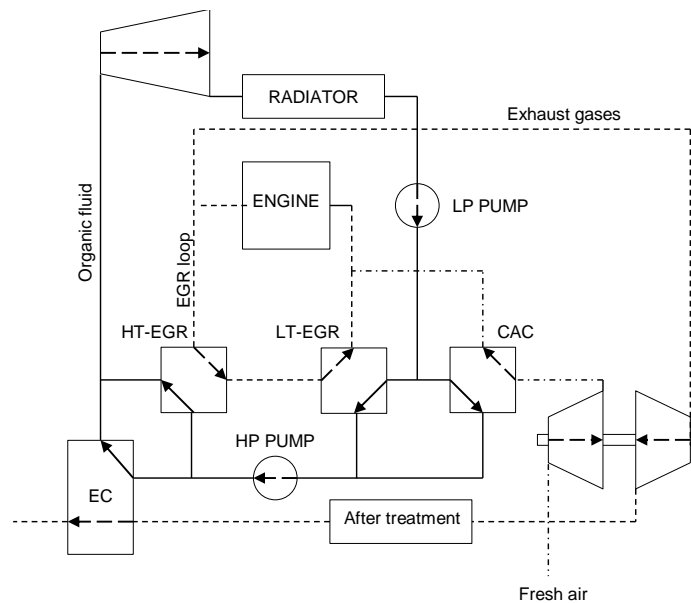 RADIATOR
Exhaust gases
ENGINE
LP PUMP
Organic fluid
EGR loop
HT-EGR
LT-EGR
CAC
HP PUMP
EC
After treatment
Fresh air